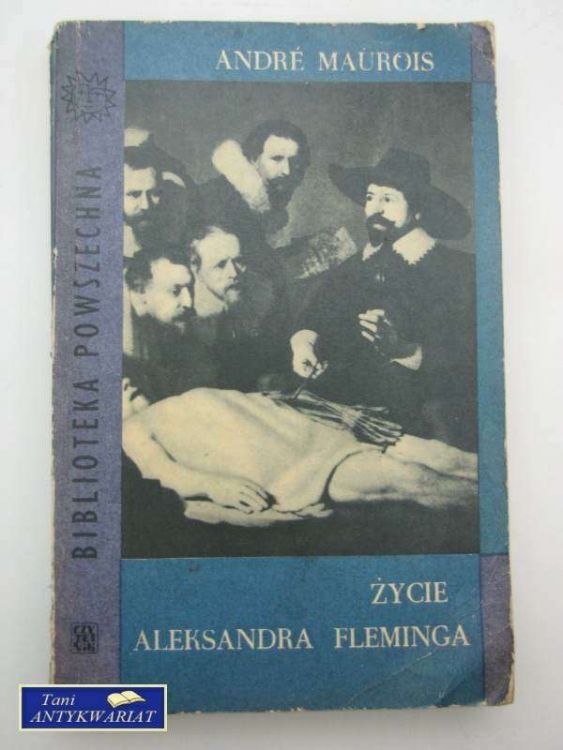 ANDRÉ MAUROIS
BIBLIOTEKA POWSZECHNA
ŻYCIE
ALEKSANDRA FLEMINGA
Tani
ANTYKWARIAT